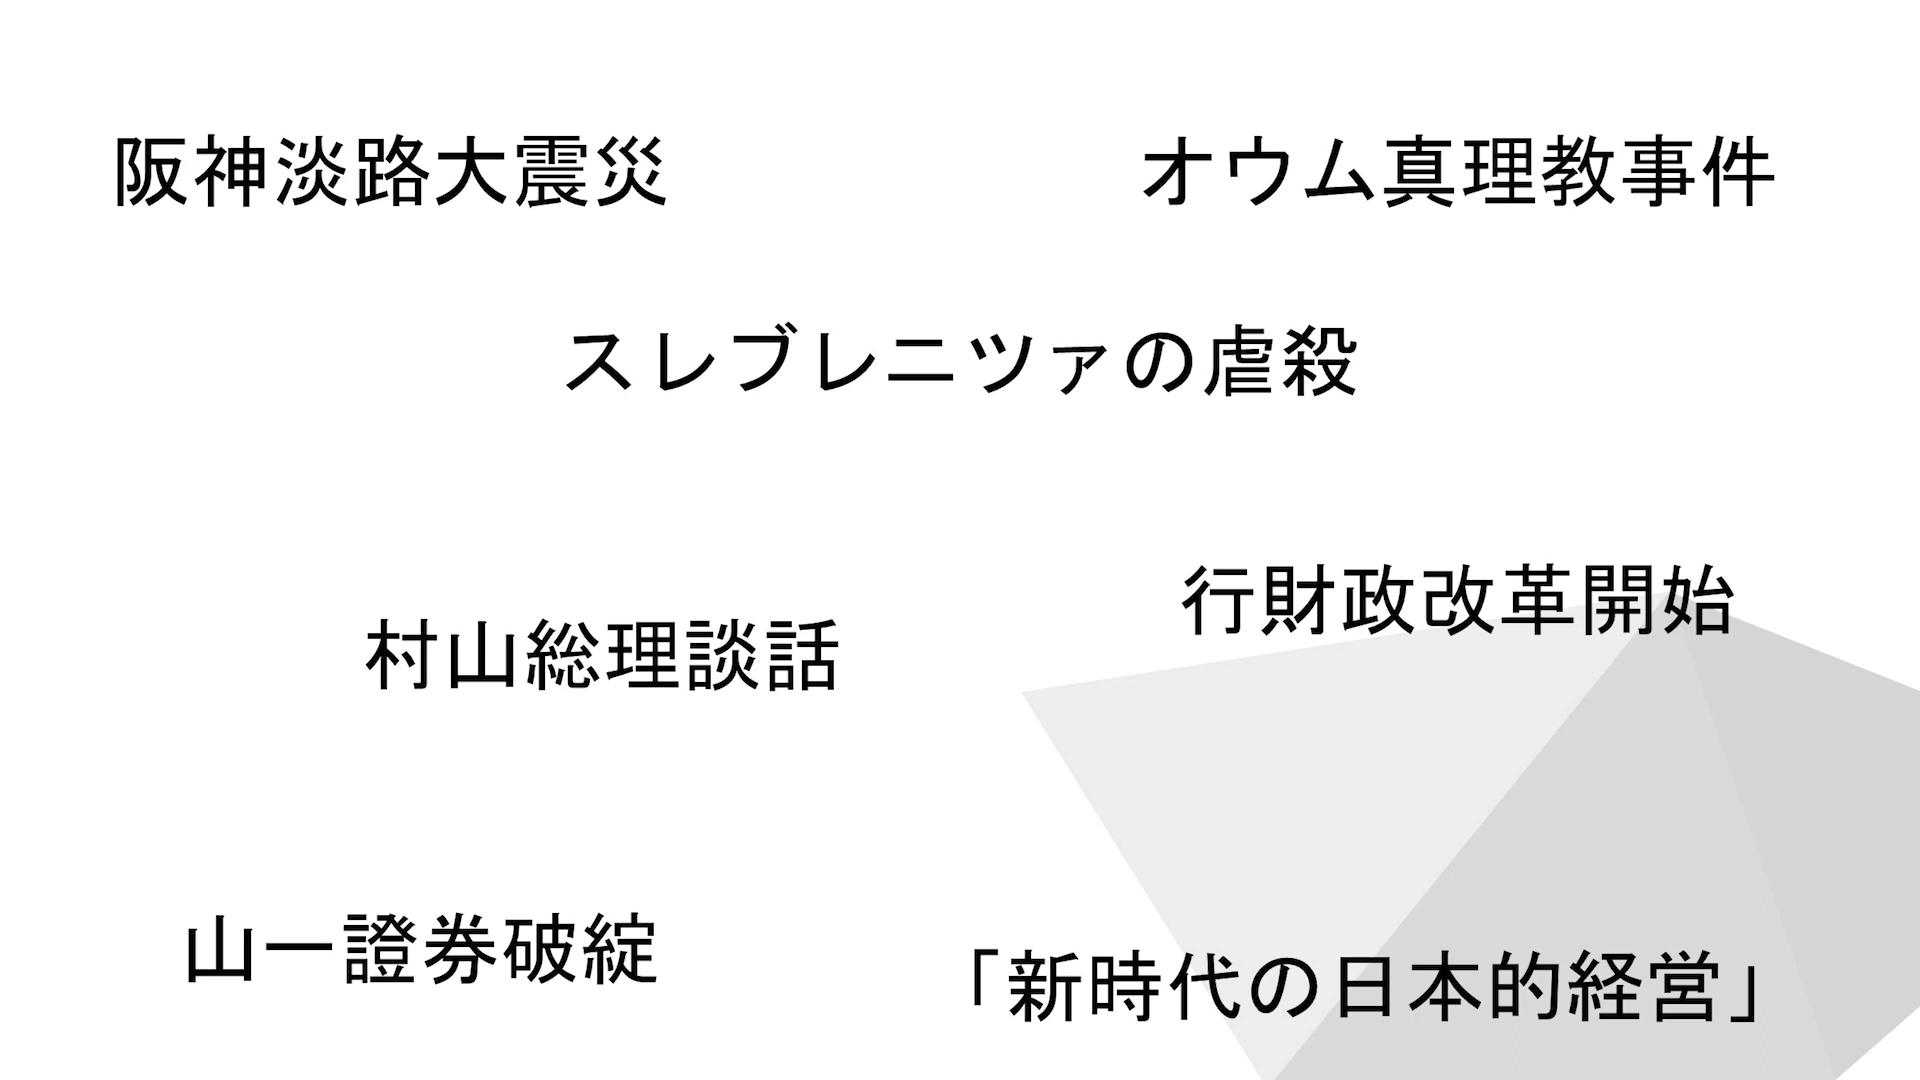 阪神淡路大震災
オウム真理教事件
スレブレニツァの虐殺
行財政改革開始
村山総理談話
山一證券破綻
「新時代の日本的経営」